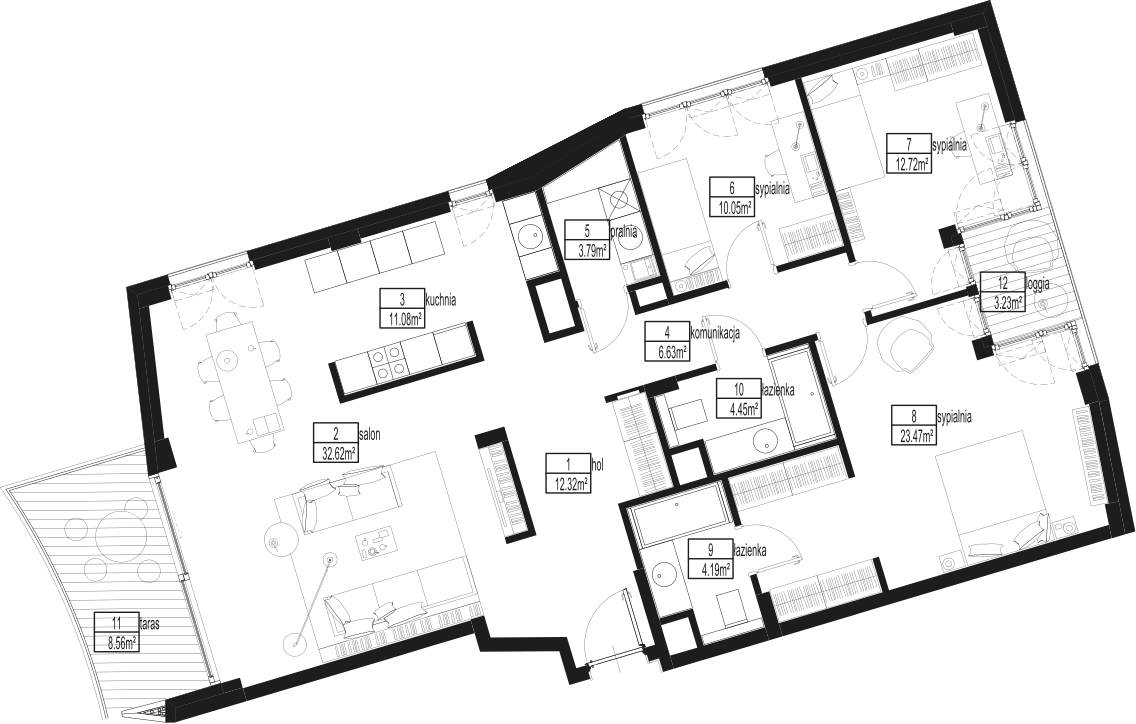 7 sypialnia
12.72m²
6 sypialnia
10.05m²
5 pralnia
3.79m²
12 loggia
3.23m²
3 kuchnia
11.08m²
4 komunikacja
6.63m²
10 łazienka
4.45m²
8 sypialnia
23.47m²
2 salon
32.62m²
1 hol
12.32m²
9 łazienka
4.19m²
11 taras
8.56m²